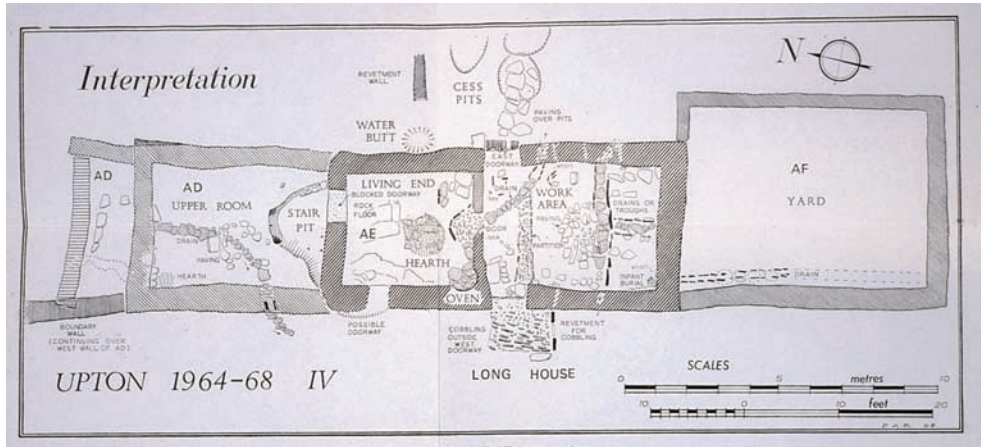 Interpretation
REVETMENT
WALL
CESS
PITS
N
PAVING
OVER PITS
WATER
BUTT
EAST DOORWAY
AD
AD
UPPER ROOM
STAIR
PIT
LIVING END
BLOCKED DOORWAY
ROCK
FLOOR
AE
HEARTH
OVEN
DRAIN
WORK
AREA
PAVING
DOOR
PARTITION
DRAINS OR
TROUGHS
INFANT
BURIAL
DRAIN
PAVING
HEARTH
AF
YARD
DRAIN
BOUNDARY
WALL
(CONTINUING OVER
WEST WALL OF AD)
POSSIBLE
DOORWAY
COBBLING
OUTSIDE
WEST
DOORWAY
REVETMENT
FOR
COBBLING
UPTON 1964-68 IV
LONG HOUSE
SCALES
0 5 metres 10
10 0 feet 10 20